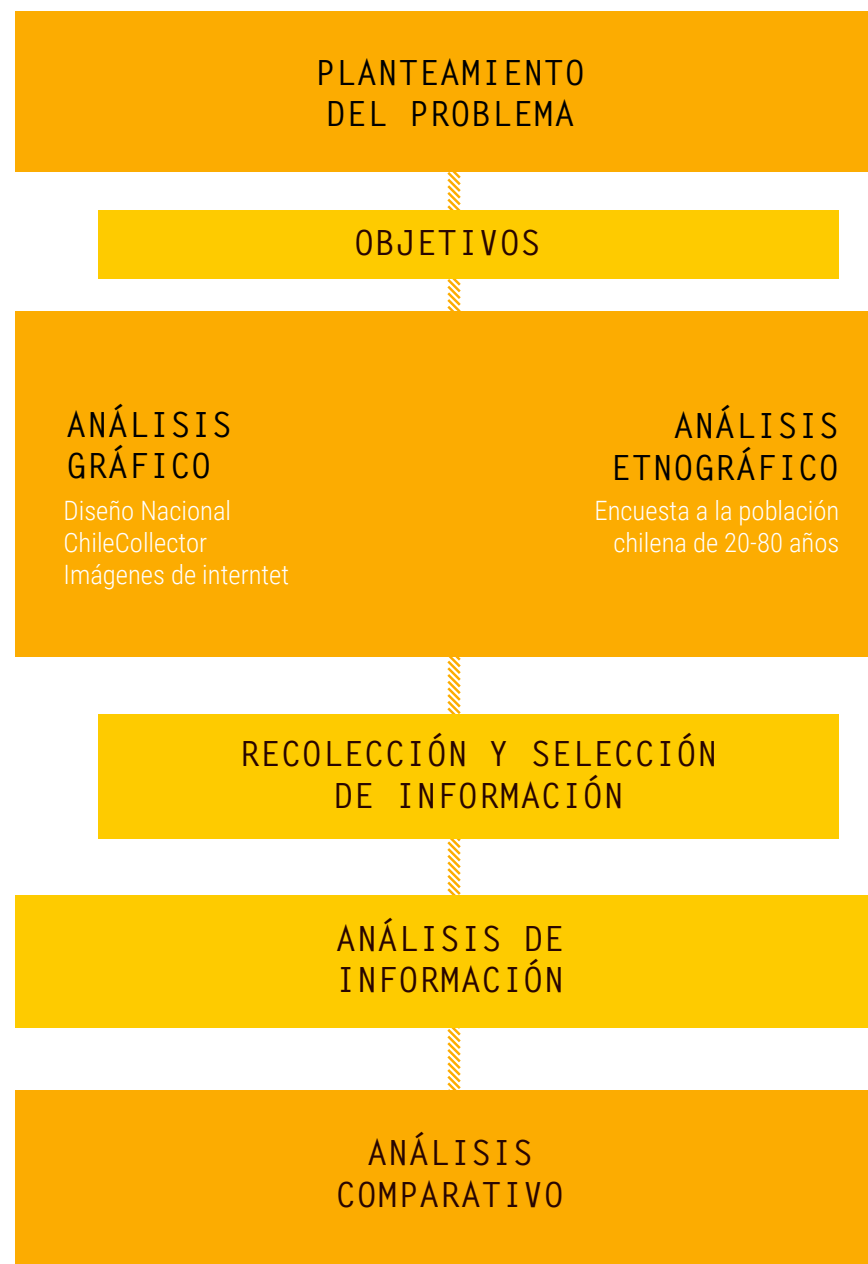 PLANTEAMIENTO
DEL PROBLEMA
OBJETIVOS
ANÁLISIS
GRÁFICO
Diseño Nacional
ChileCollector
Imágenes de interntet
ANÁLISIS
ETNOGRÁFICO
Encuesta a la población
chilena de 20-80 años
RECOLECCIÓN Y SELECCIÓN
DE INFORMACIÓN
ANÁLISIS DE
INFORMACIÓN
ANÁLISIS
COMPARATIVO